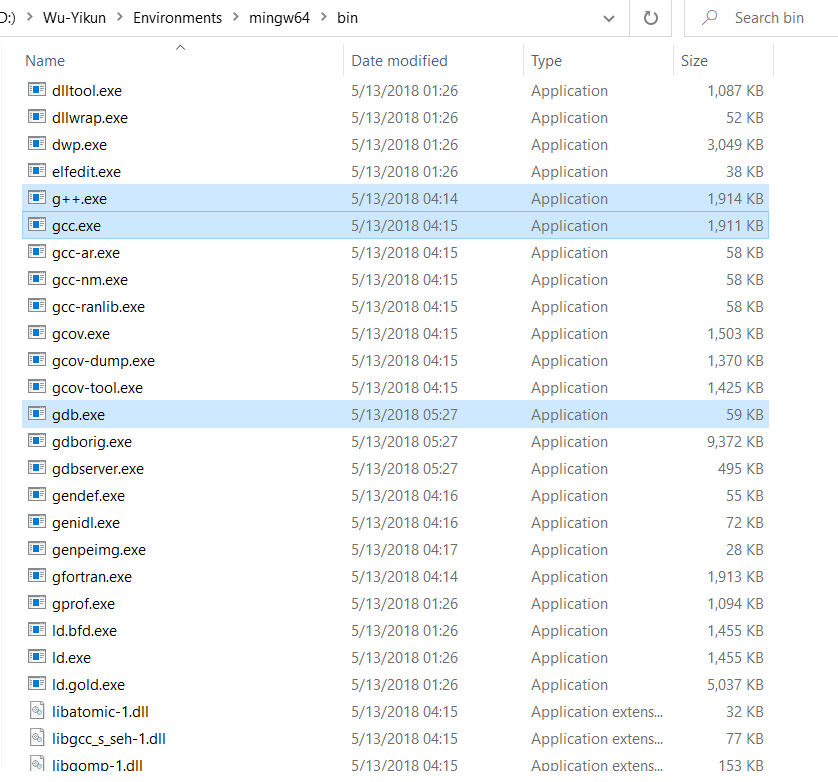 D:) > Wu-Yikun > Environments > mingw64 > bin Search bin
Name Date modified Type Size
dlltool.exe 5/13/2018 01:26 Application 1,087 KB
dllwrap.exe 5/13/2018 01:26 Application 52 KB
dwp.exe 5/13/2018 01:26 Application 3,049 KB
elfedit.exe 5/13/2018 01:26 Application 38 KB
g++.exe 5/13/2018 04:14 Application 1,914 KB
gcc.exe 5/13/2018 04:15 Application 1,911 KB
gcc-ar.exe 5/13/2018 04:15 Application 58 KB
gcc-nm.exe 5/13/2018 04:15 Application 58 KB
gcc-ranlib.exe 5/13/2018 04:15 Application 58 KB
gcov.exe 5/13/2018 04:15 Application 1,503 KB
gcov-dump.exe 5/13/2018 04:15 Application 1,370 KB
gcov-tool.exe 5/13/2018 04:15 Application 1,425 KB
gdb.exe 5/13/2018 05:27 Application 59 KB
gdborig.exe 5/13/2018 05:27 Application 9,372 KB
gdbserver.exe 5/13/2018 05:27 Application 495 KB
gendef.exe 5/13/2018 04:16 Application 55 KB
genidl.exe 5/13/2018 04:16 Application 72 KB
genpeimg.exe 5/13/2018 04:17 Application 28 KB
gfortran.exe 5/13/2018 04:14 Application 1,913 KB
gprof.exe 5/13/2018 01:26 Application 1,094 KB
ld.bfd.exe 5/13/2018 01:26 Application 1,455 KB
ld.exe 5/13/2018 01:26 Application 1,455 KB
ld.gold.exe 5/13/2018 01:26 Application 5,037 KB
libatomic-1.dll 5/13/2018 04:15 Application extens... 32 KB
libgcc_s_seh-1.dll 5/13/2018 04:15 Application extens... 77 KB
libgomp-1.dll 5/13/2018 04:15 Application extens... 153 KB